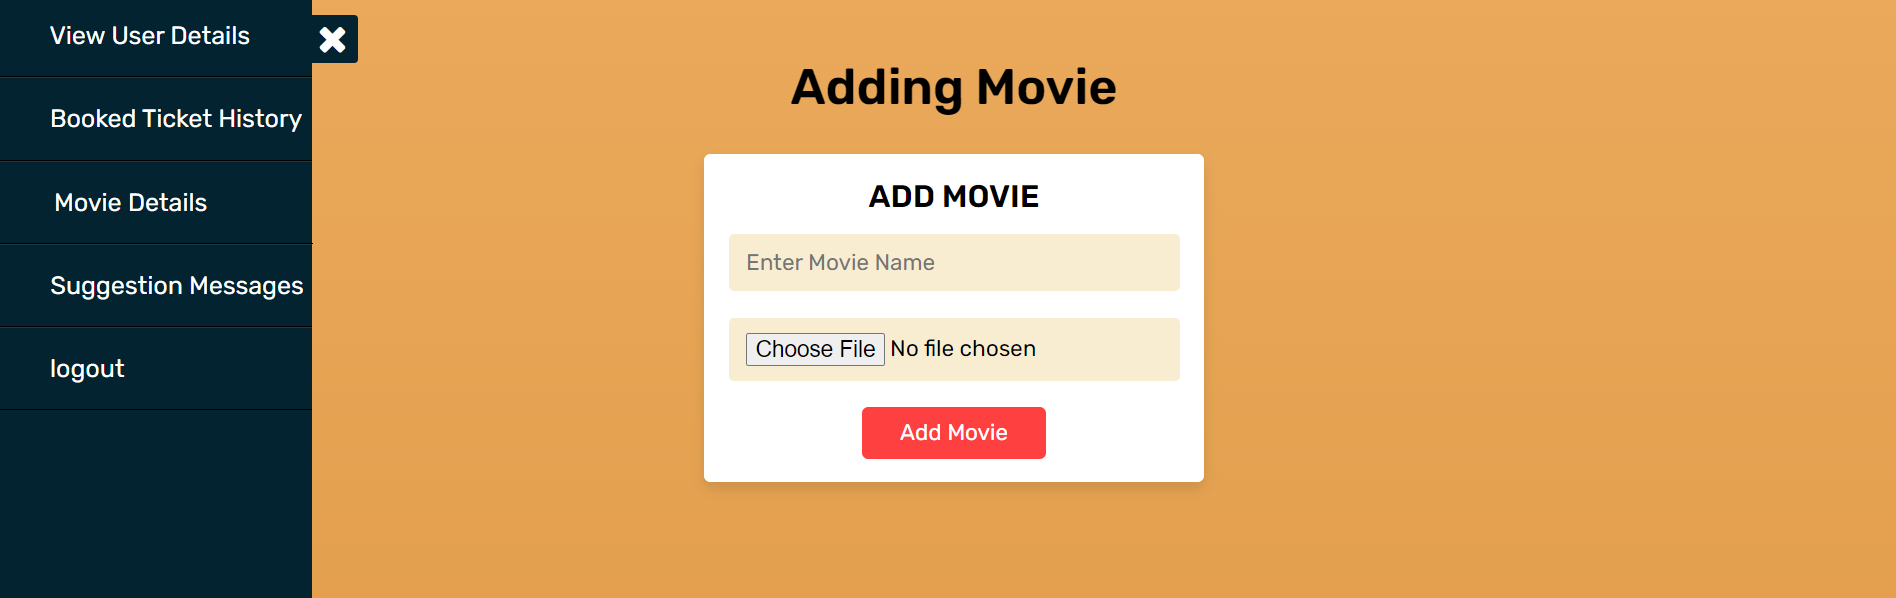 View User Details
Booked Ticket History
Movie Details
Suggestion Messages
logout
Adding Movie
ADD MOVIE
Enter Movie Name
Choose File No file chosen
Add Movie